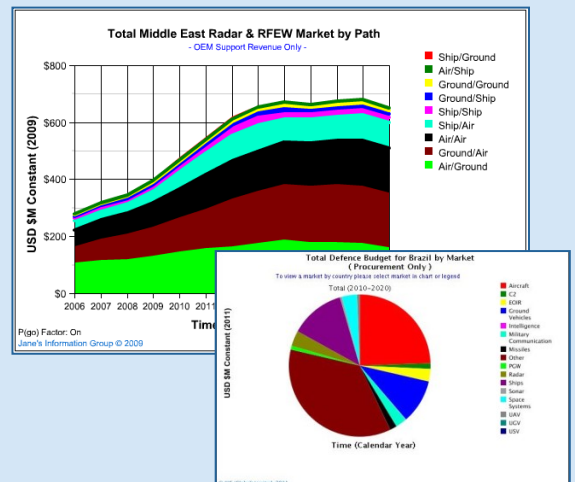 Total Middle East Radar & RFEW Market by Path
- OEM Support Revenue Only -
$800
$600
$400
$200
$0
USD $M Constant (2009)
2006 2007 2008 2009 2010 2011
Ship/Ground
Air/Ship
Ground/Ground
Ground/Ship
Ship/Ship
Ship/Air
Air/Air
Ground/Air
Air/Ground
P(go) Factor: On
Jane's Information Group © 2009
Total Defence Budget for Brazil by Market
( Procurement Only )
To view a market by country please select market in chart or legend
Total (2010-2020)
USD $M Constant (2011)
Time (Calendar Year)
Aircraft
C2
EOIR
Ground
Vehicles
Intelligence
Military
Communication
Missiles
Other
PGW
Radar
Ships
Sonar
Space
Systems
UAV
UGV
USV